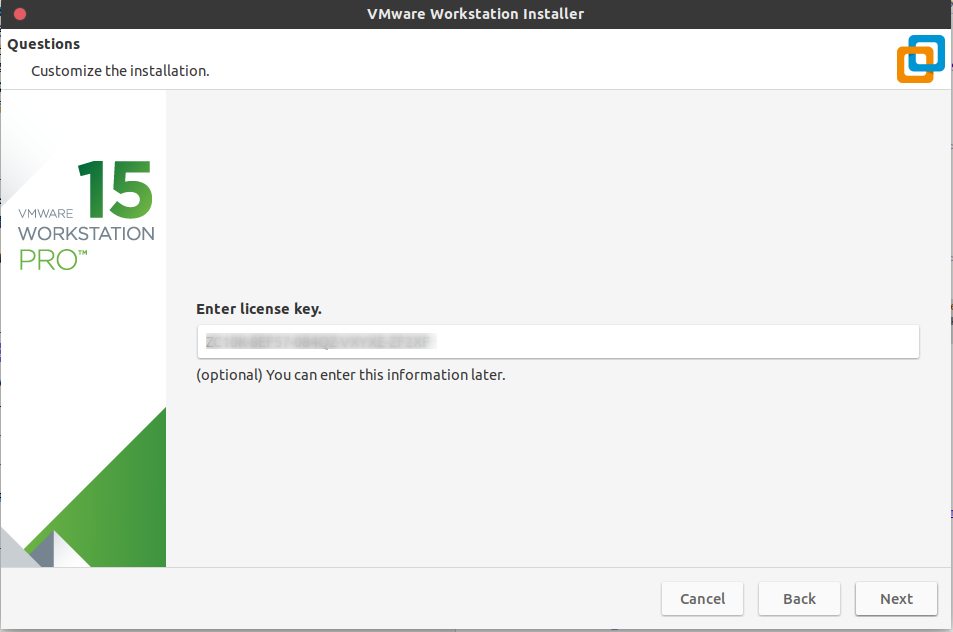 VMware Workstation Installer
Questions
Customize the installation.
15
VMWARE
WORKSTATION
PRO™
Enter license key.
(optional) You can enter this information later.
Cancel
Back
Next